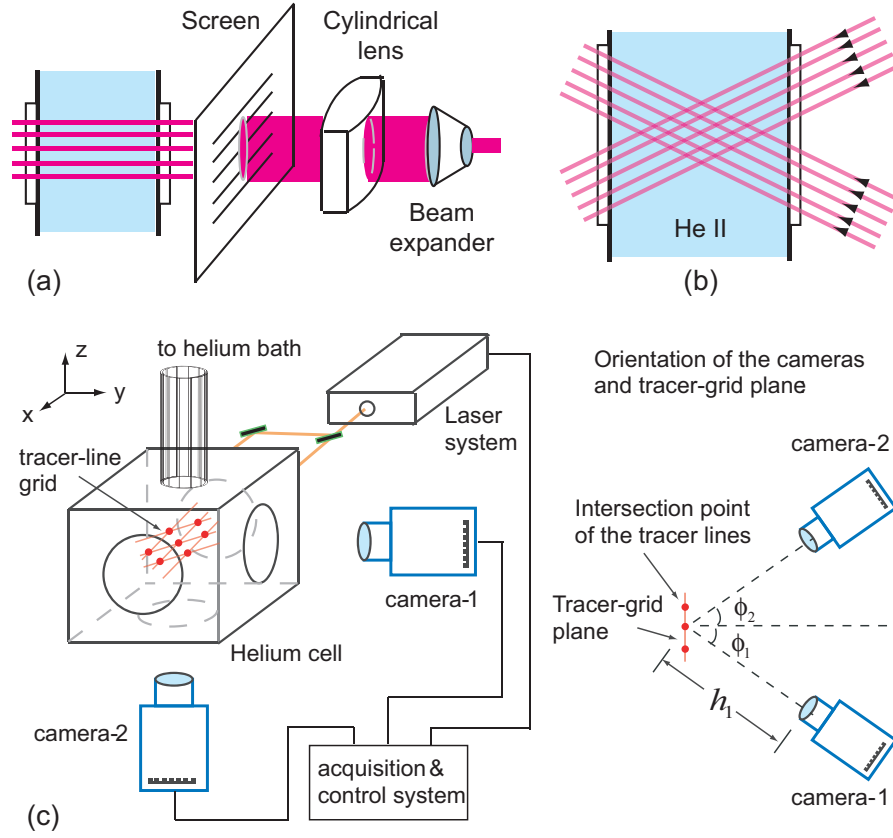 Screen
Cylindrical
lens
Beam
expander
(a)
He II
(b)
z
y
x
to helium bath
Laser
system
tracer-line
grid
camera-1
Helium cell
camera-2
acquisition &
control system
(c)
Orientation of the cameras
and tracer-grid plane
camera-2
Intersection point
of the tracer lines
Tracer-grid
plane
ϕ2
ϕ1
h1
camera-1